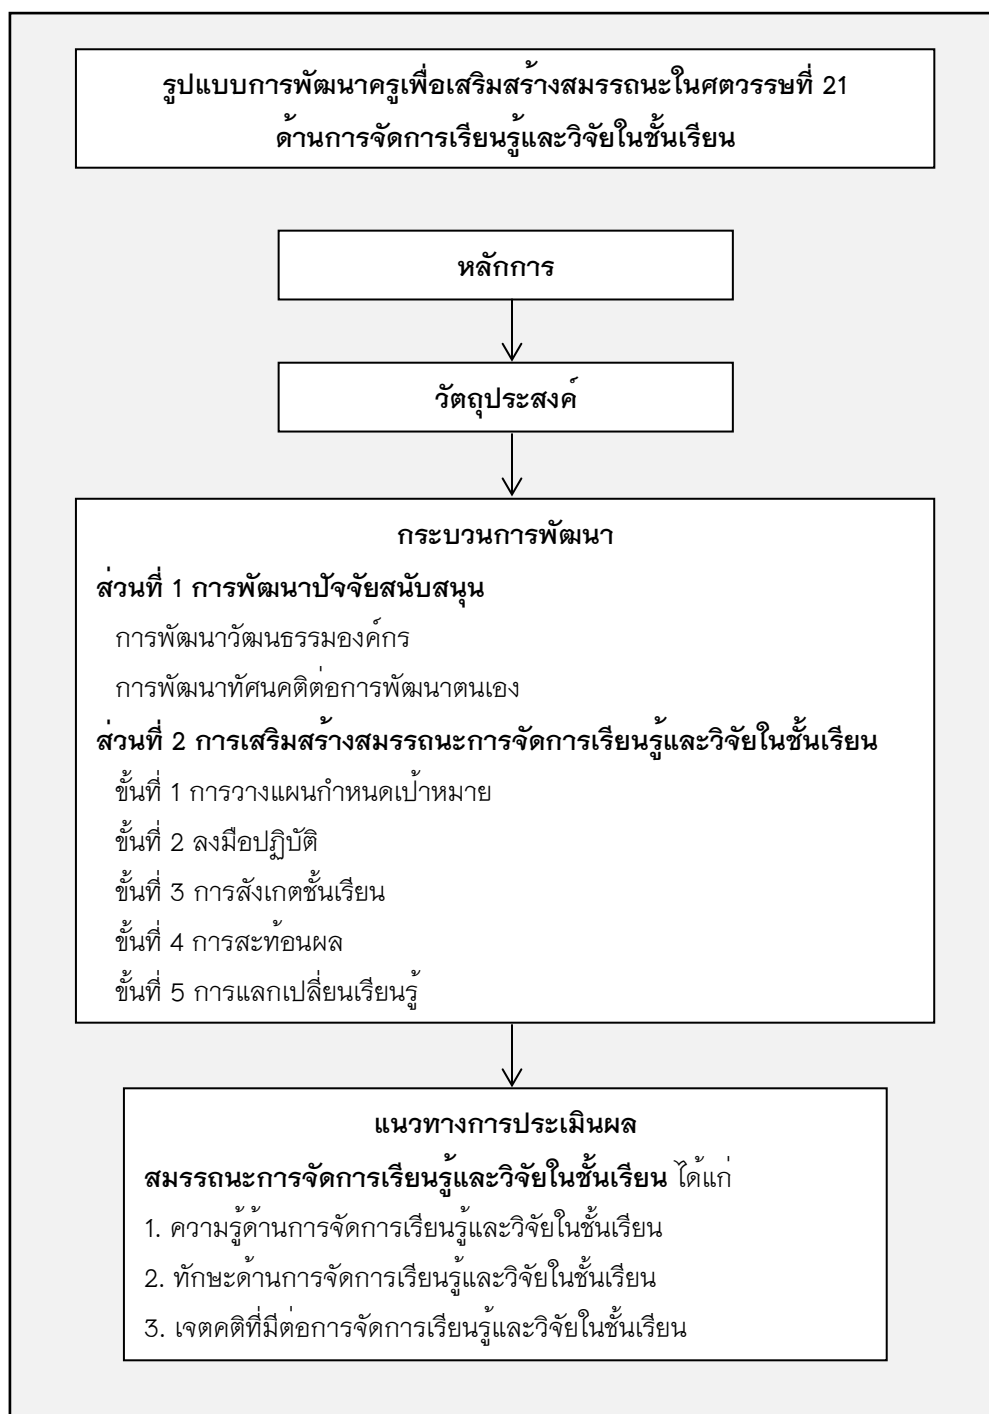 รูปแบบการพัฒนาครูเพื่อเสริมสร้างสมรรถนะในศตวรรษที่ 21
ด้านการจัดการเรียนรู้และวิจัยในชั้นเรียน
หลักการ
วัตถุประสงค์
กระบวนการพัฒนา
ส่วนที่ 1 การพัฒนาปัจจัยสนับสนุน
การพัฒนาวัฒนธรรมองค์กร
การพัฒนาทัศนคติต่อการพัฒนาตนเอง
ส่วนที่ 2 การเสริมสร้างสมรรถนะการจัดการเรียนรู้และวิจัยในชั้นเรียน
ขั้นที่ 1 การวางแผนกำหนดเป้าหมาย
ขั้นที่ 2 ลงมือปฏิบัติ
ขั้นที่ 3 การสังเกตชั้นเรียน
ขั้นที่ 4 การสะท้อนผล
ขั้นที่ 5 การแลกเปลี่ยนเรียนรู้
แนวทางการประเมินผล
สมรรถนะการจัดการเรียนรู้และวิจัยในชั้นเรียน ได้แก่
1. ความรู้ด้านการจัดการเรียนรู้และวิจัยในชั้นเรียน
2. ทักษะด้านการจัดการเรียนรู้และวิจัยในชั้นเรียน
3. เจตคติที่มีต่อการจัดการเรียนรู้และวิจัยในชั้นเรียน